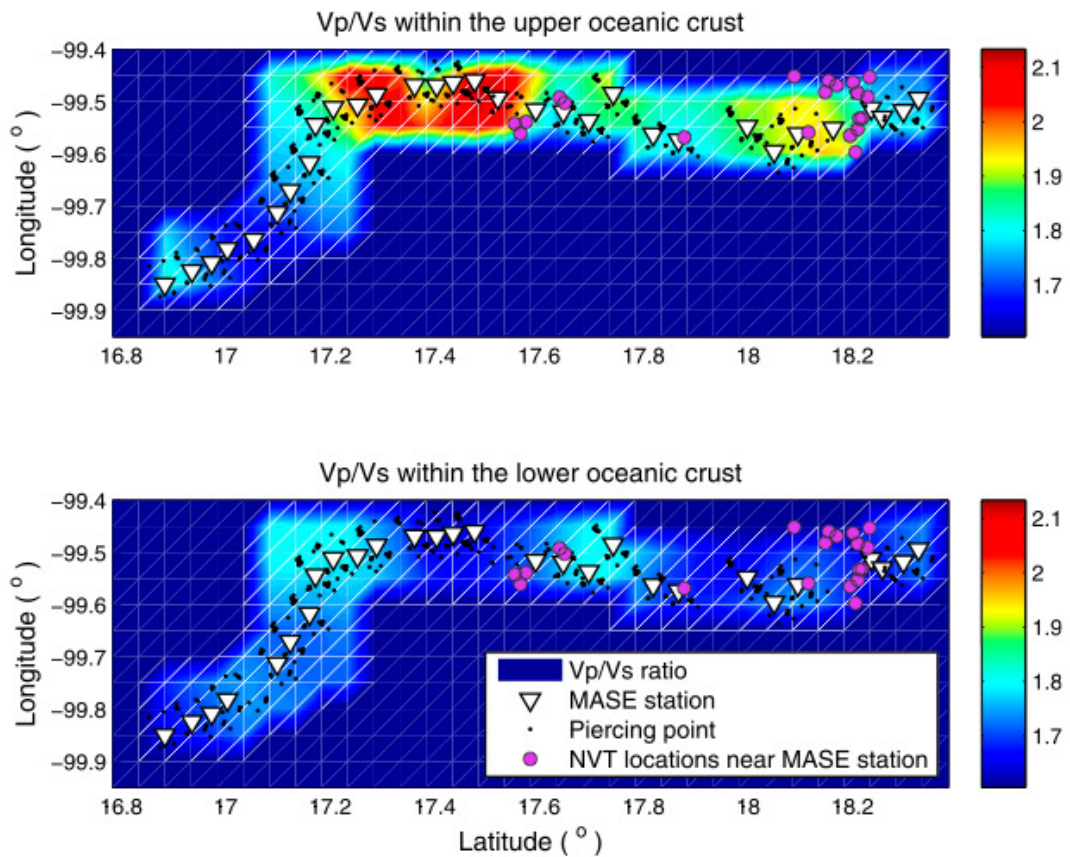 Vp/Vs within the upper oceanic crust
−99.4
−99.5
−99.6
−99.7
−99.8
−99.9
Longitude ( o )
16.8 17 17.2 17.4 17.6 17.8 18 18.2
2.1
2
1.9
1.8
1.7
Vp/Vs within the lower oceanic crust
−99.4
−99.5
−99.6
−99.7
−99.8
−99.9
Longitude ( o )
Vp/Vs ratio
MASE station
Piercing point
NVT locations near MASE station
16.8 17 17.2 17.4 17.6 17.8 18 18.2
Latitude ( o )
2.1
2
1.9
1.8
1.7